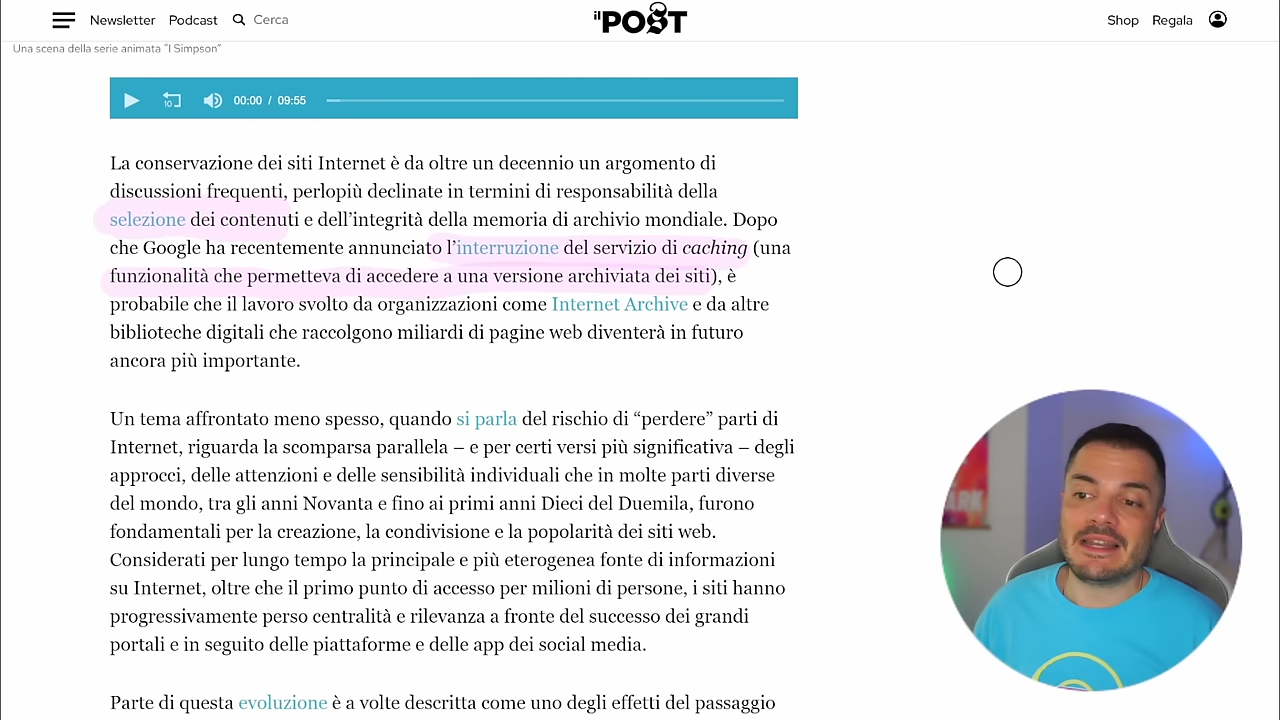 Newsletter Podcast Cerca
il POST
Shop Regala
Una scena della serie animata "I Simpson"
10 00:00 / 09:55
La conservazione dei siti Internet è da oltre un decennio un argomento di
discussioni frequenti, perlopiù declinate in termini di responsabilità della
selezione dei contenuti e dell’integrità della memoria di archivio mondiale. Dopo
che Google ha recentemente annunciato l’interruzione del servizio di caching (una
funzionalità che permetteva di accedere a una versione archiviata dei siti), è
probabile che il lavoro svolto da organizzazioni come Internet Archive e da altre
biblioteche digitali che raccolgono miliardi di pagine web diventerà in futuro
ancora più importante.
Un tema affrontato meno spesso, quando si parla del rischio di “perdere” parti di
Internet, riguarda la scomparsa parallela – e per certi versi più significativa – degli
approcci, delle attenzioni e delle sensibilità individuali che in molte parti diverse
del mondo, tra gli anni Novanta e fino ai primi anni Dieci del Duemila, furono
fondamentali per la creazione, la condivisione e la popolarità dei siti web.
Considerati per lungo tempo la principale e più eterogenea fonte di informazioni
su Internet, oltre che il primo punto di accesso per milioni di persone, i siti hanno
progressivamente perso centralità e rilevanza a fronte del successo dei grandi
portali e in seguito delle piattaforme e delle app dei social media.
Parte di questa evoluzione è a volte descritta come uno degli effetti del passaggio